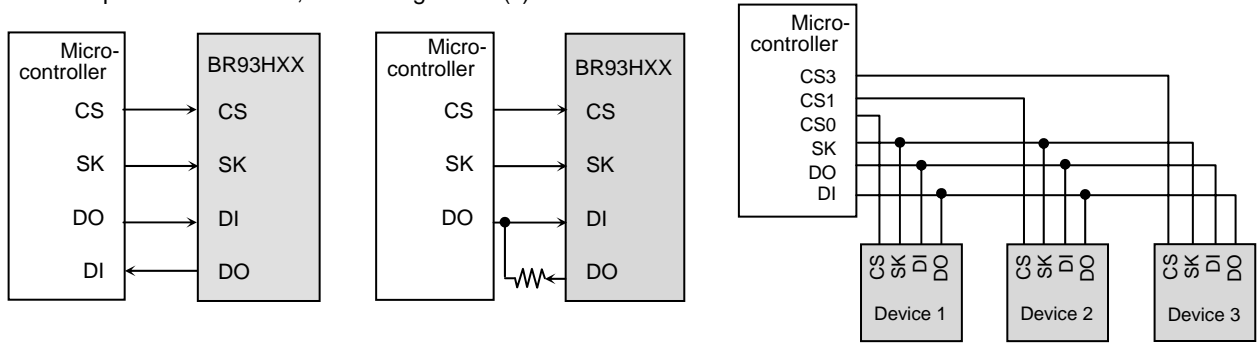 Micro-
controller
BR93HXX
CS
CS
SK
SK
DO
DI
DI
DO
Micro-
controller
BR93HXX
CS
CS
SK
SK
DO
DI
DO
Micro-
controller
CS3
CS1
CS0
SK
DO
DI
CS
SK
DI
DO
Device 1
CS
SK
DI
DO
Device 2
CS
SK
DI
DO
Device 3